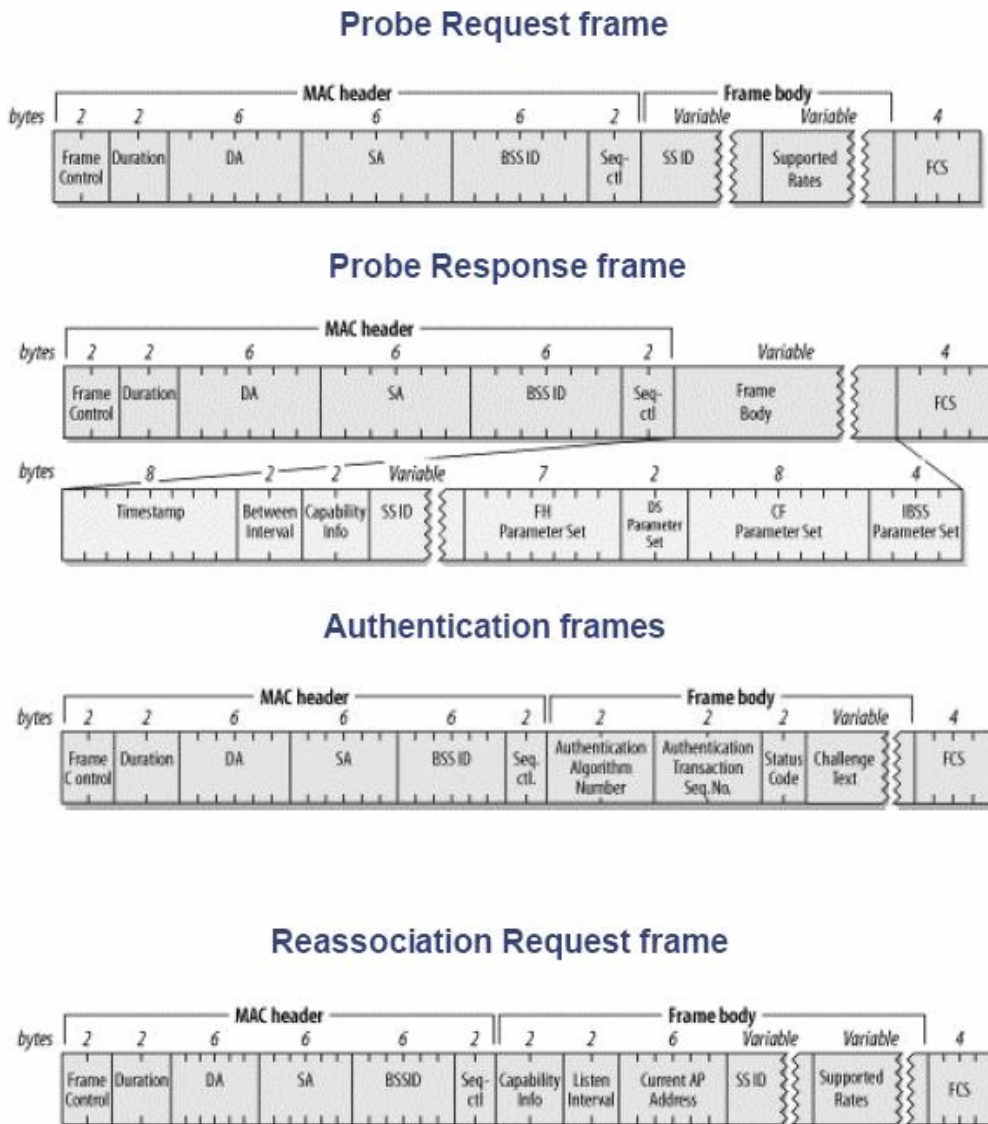 Probe Request frame
MAC header Frame body
bytes 2 2 6 6 6 2 Variable Variable 4
Frame Control Duration DA SA BSS ID Seq-ctl SS ID Supported Rates FCS
Probe Response frame
MAC header
bytes 2 2 6 6 6 2 Variable 4
Frame Control Duration DA SA BSS ID Seq-ctl Frame Body FCS
bytes 8 2 2 Variable 7 2 8 4
Timestamp Between Interval Capability Info SS ID FH Parameter Set DS Parameter Set CF Parameter Set IBSS Parameter Set
Authentication frames
MAC header Frame body
bytes 2 2 6 6 6 2 2 2 2 Variable 4
Frame C ontrol Duration DA SA BSS ID Seq. ctl. Authentication Algorithm Number Authentication Transaction Seq. No. Status Code Challenge Text FCS
Reassociation Request frame
MAC header Frame body
bytes 2 2 6 6 6 2 2 2 6 Variable Variable 4
Frame Control Duration DA SA BSSID Seq-ctl Capability Info Listen Interval Current AP Address SS ID Supported Rates FCS